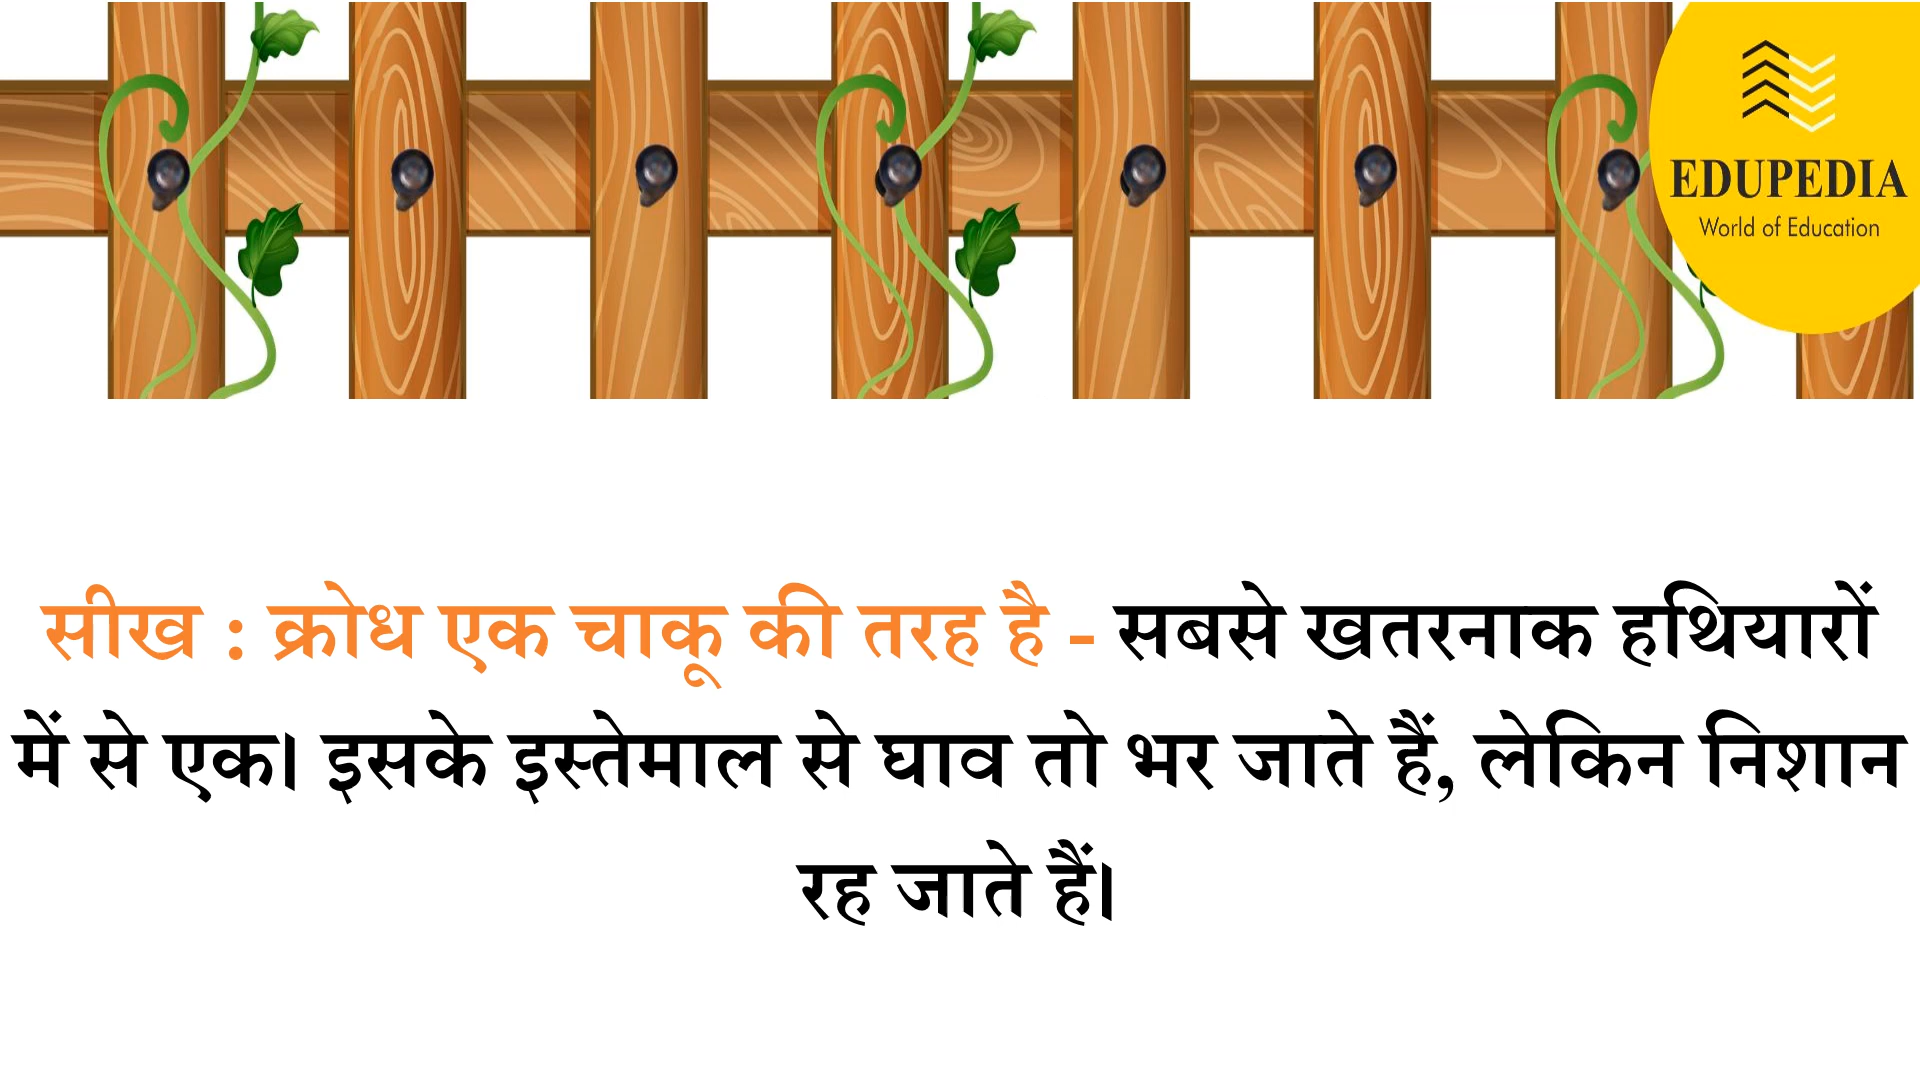 EDUPEDIA
World of Education
सीख : क्रोध एक चाकू की तरह है - सबसे खतरनाक हथियारों
में से एक। इसके इस्तेमाल से घाव तो भर जाते हैं, लेकिन निशान
रह जाते हैं।